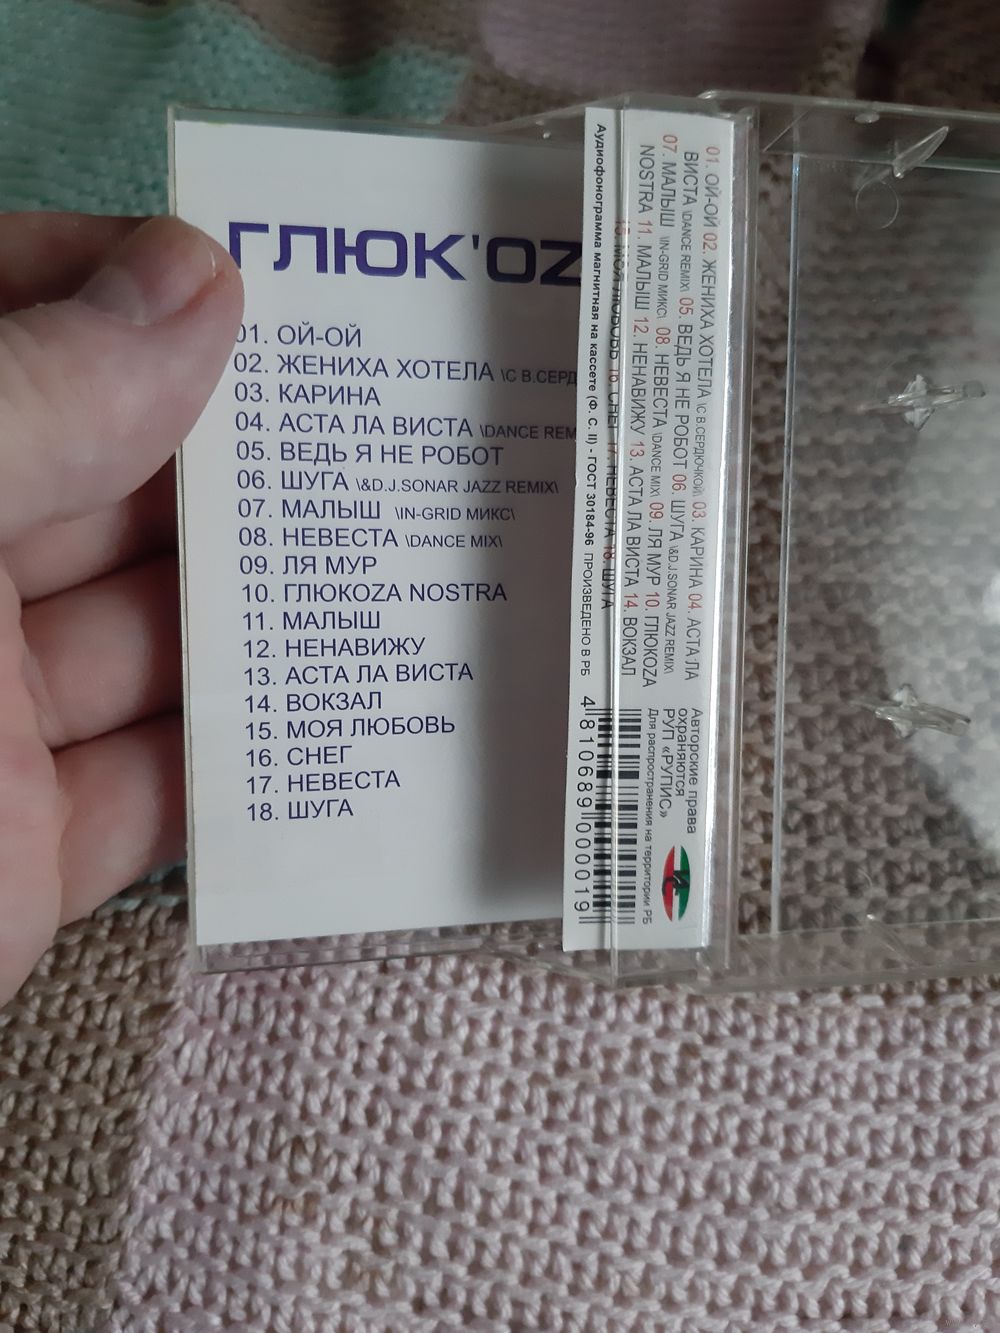 ГЛЮК'OZ
01. ОЙ-ОЙ
02. ЖЕНИХА ХОТЕЛА \С В.СЕРД
03. КАРИНА
04. АСТА ЛА ВИСТА \DANCE REM
05. ВЕДЬ Я НЕ РОБОТ
06. ШУГА \&D.J.SONAR JAZZ REMIX\
07. МАЛЫШ \IN-GRID МИКС\
08. НЕВЕСТА \DANCE MIX\
09. ЛЯ МУР
10. ГЛЮКOZA NOSTRA
11. МАЛЫШ
12. НЕНАВИЖУ
13. АСТА ЛА ВИСТА
14. ВОКЗАЛ
15. МОЯ ЛЮБОВЬ
16. СНЕГ
17. НЕВЕСТА
18. ШУГА
01. ОЙ-ОЙ 02. ЖЕНИХА ХОТЕЛА \С В.СЕРДЮЧКОЙ\ 03. КАРИНА 04. АСТА ЛА
ВИСТА \DANCE REMIX\ 05. ВЕДЬ Я НЕ РОБОТ 06. ШУГА \&D.J.SONAR JAZZ REMIX\
07. МАЛЫШ \IN-GRID МИКС\ 08. НЕВЕСТА \DANCE MIX\ 09. ЛЯ МУР 10. ГЛЮКOZA
NOSTRA 11. МАЛЫШ 12. НЕНАВИЖУ 13. АСТА ЛА ВИСТА 14. ВОКЗАЛ
15. МОЯ ЛЮБОВЬ 16. СНЕГ 17. НЕВЕСТА 18. ШУГА
Аудиофонограмма магнитная на кассете (Ф. С. II) - ГОСТ 30184-96 ПРОИЗВЕДЕНО В РБ
Авторские права
охраняются
РУП «РУПИС»
Для распространения на территории РБ
4 810689 000019